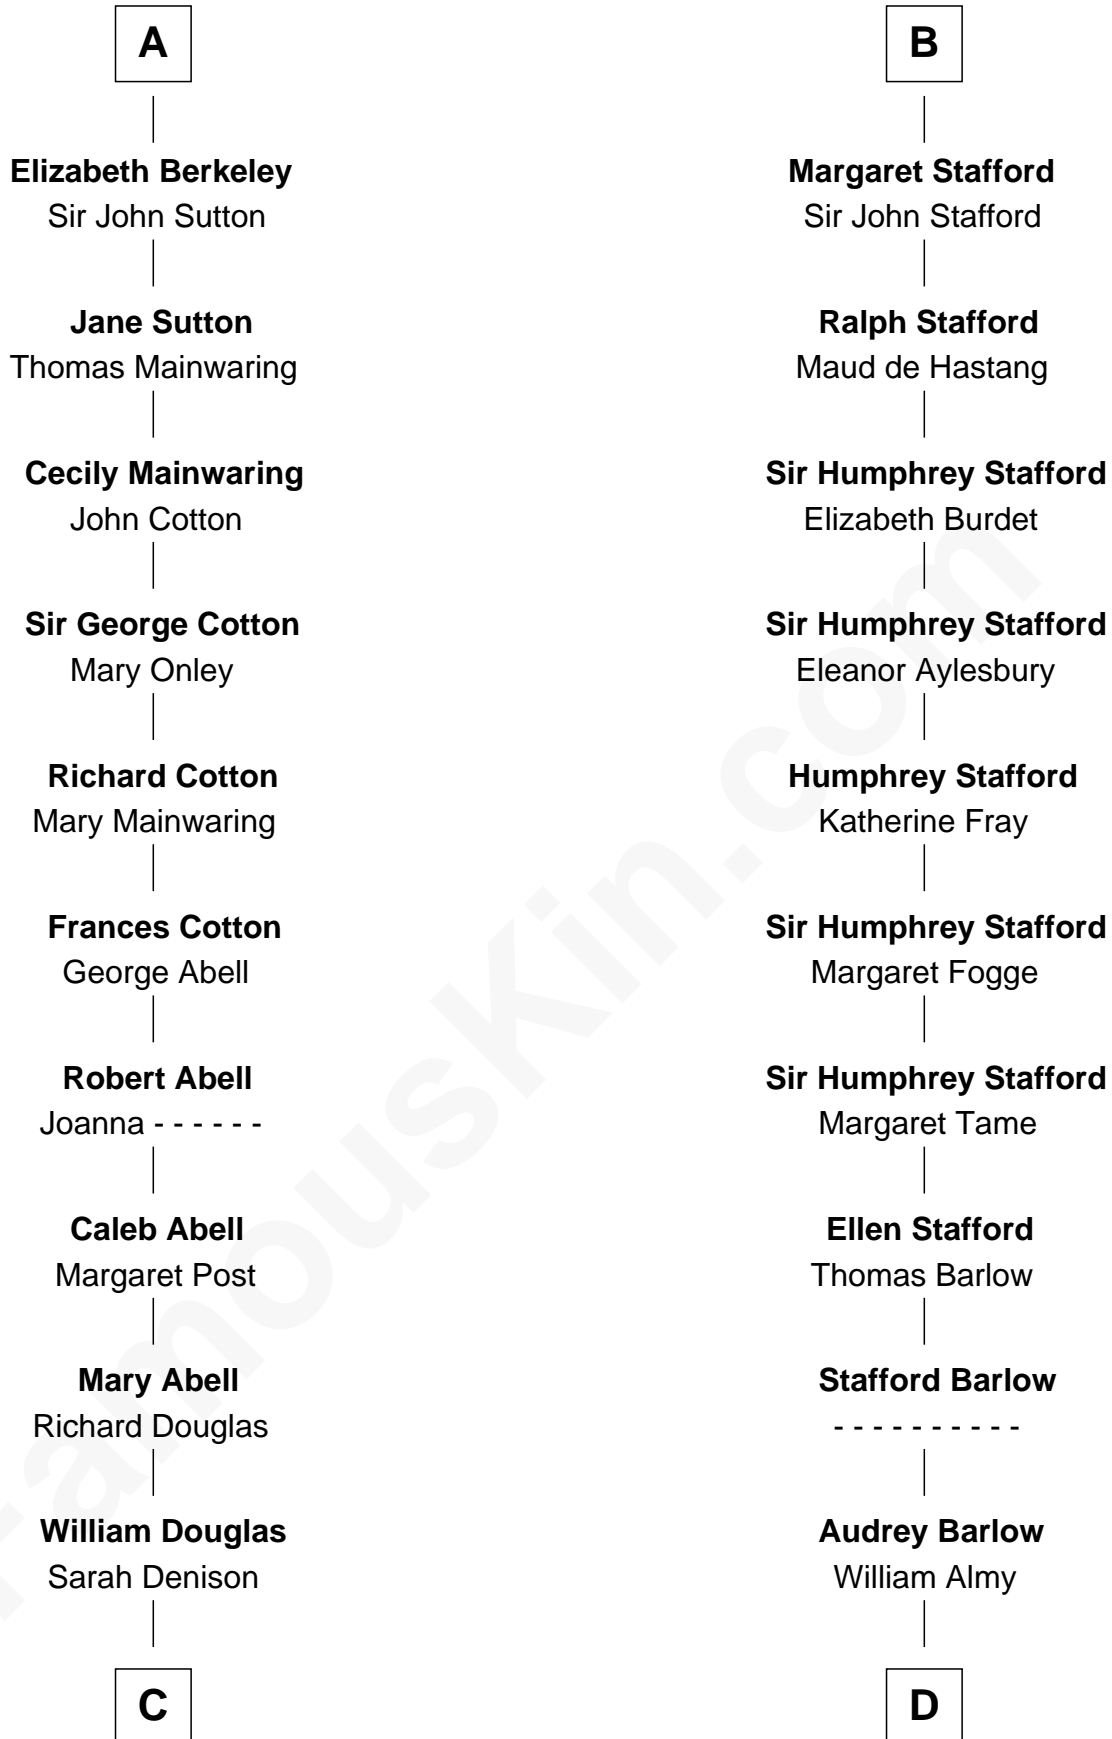 A
Elizabeth Berkeley
Sir John Sutton
Jane Sutton
Thomas Mainwaring
Cecily Mainwaring
John Cotton
Sir George Cotton
Mary Onley
Richard Cotton
Mary Mainwaring
Frances Cotton
George Abell
Robert Abell
Joanna - - - - - -
Caleb Abell
Margaret Post
Mary Abell
Richard Douglas
William Douglas
Sarah Denison
C
B
Margaret Stafford
Sir John Stafford
Ralph Stafford
Maud de Hastang
Sir Humphrey Stafford
Elizabeth Burdet
Sir Humphrey Stafford
Eleanor Aylesbury
Humphrey Stafford
Katherine Fray
Sir Humphrey Stafford
Margaret Fogge
Sir Humphrey Stafford
Margaret Tame
Ellen Stafford
Thomas Barlow
Stafford Barlow
- - - - - - - - - -
Audrey Barlow
William Almy
D
FamousKin.com